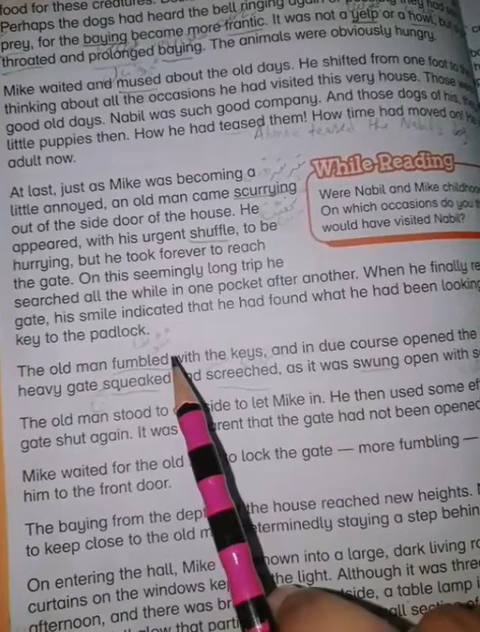 food for these creatures.
Perhaps the dogs had heard the bell ringing again
prey, for the baying became more frantic. It was not a yelp or a howl, but
throated and prolonged baying. The animals were obviously hungry.
Mike waited and mused about the old days. He shifted from one foot to the
thinking about all the occasions he had visited this very house. Those were
good old days. Nabil was such good company. And those dogs of his, the
little puppies then. How he had teased them! How time had moved on!
adult now.
teased the Nabil's
At last, just as Mike was becoming a
little annoyed, an old man came scurrying
out of the side door of the house. He
appeared, with his urgent shuffle, to be
hurrying, but he took forever to reach
the gate. On this seemingly long trip he
searched all the while in one pocket after another. When he finally re
gate, his smile indicated that he had found what he had been looking
key to the padlock.
While Reading
Were Nabil and Mike childhoo
On which occasions do you t
would have visited Nabil?
The old man fumbled with the keys, and in due course opened the
heavy gate squeaked and screeched, as it was swung open with s
The old man stood to side to let Mike in. He then used some ef
gate shut again. It was rent that the gate had not been opened
Mike waited for the old to lock the gate — more fumbling —
him to the front door.
The baying from the dep the house reached new heights.
to keep close to the old m terminedly staying a step behin
On entering the hall, Mike hown into a large, dark living ro
curtains on the windows ke the light. Although it was three
afternoon, and there was br side, a table lamp
glow that parti all section of